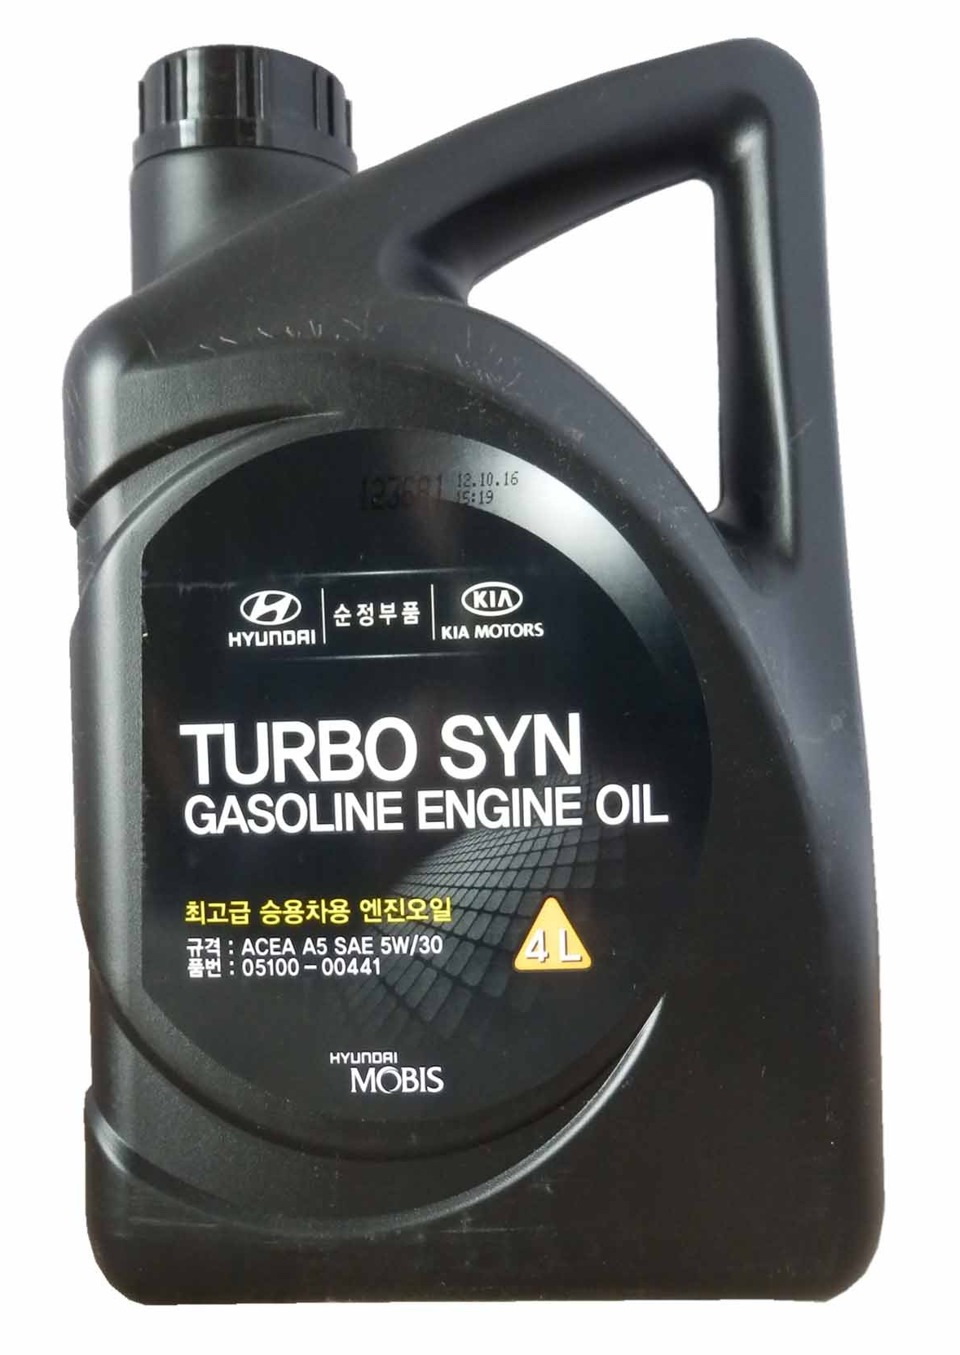 12.10.16
15:19
HYUNDAI
순정부품
KIA
KIA MOTORS
TURBO SYN
GASOLINE ENGINE OIL
최고급 승용차용 엔진오일
규격 : ACEA A5 SAE 5W/30
품번 : 05100-00441
4 L
HYUNDAI
MOBIS